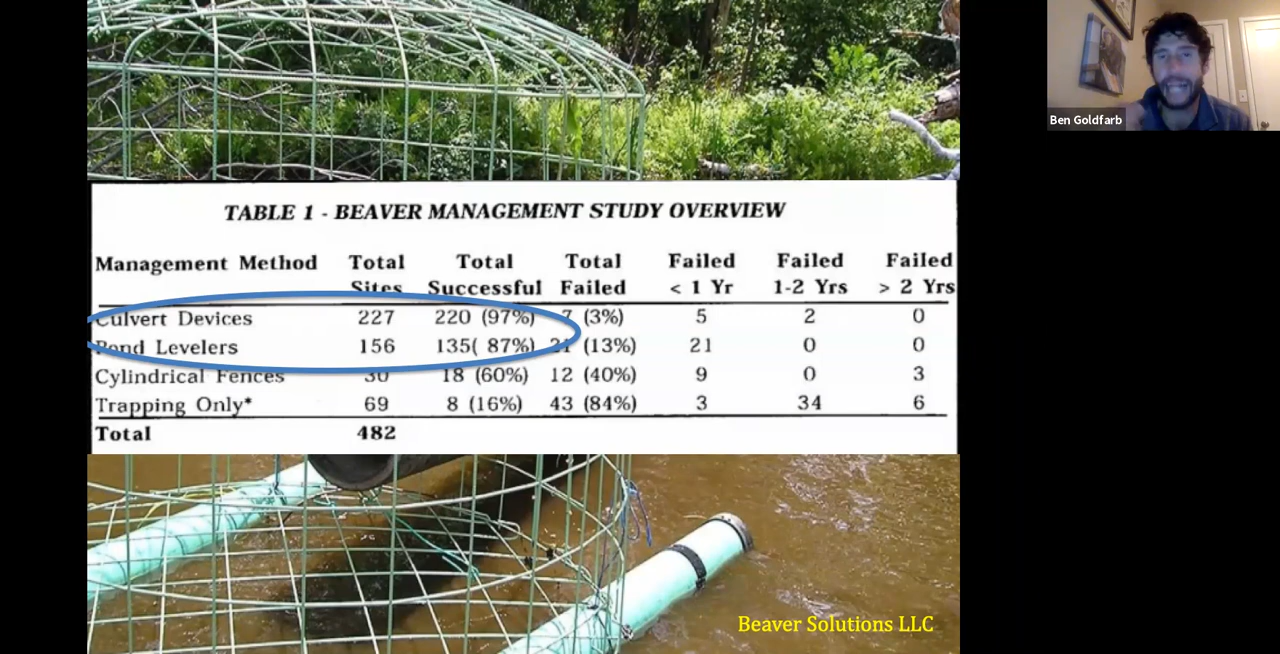 Ben Goldfarb
TABLE 1 - BEAVER MANAGEMENT STUDY OVERVIEW
Management Method Total Sites Total Successful Total Failed Failed < 1 Yr Failed 1-2 Yrs Failed > 2 Yrs
Culvert Devices 227 220 (97%) 7 (3%) 5 2 0
Pond Levelers 156 135( 87%) 21 (13%) 21 0 0
Cylindrical Fences 30 18 (60%) 12 (40%) 9 0 3
Trapping Only* 69 8 (16%) 43 (84%) 3 34 6
Total 482
Beaver Solutions LLC